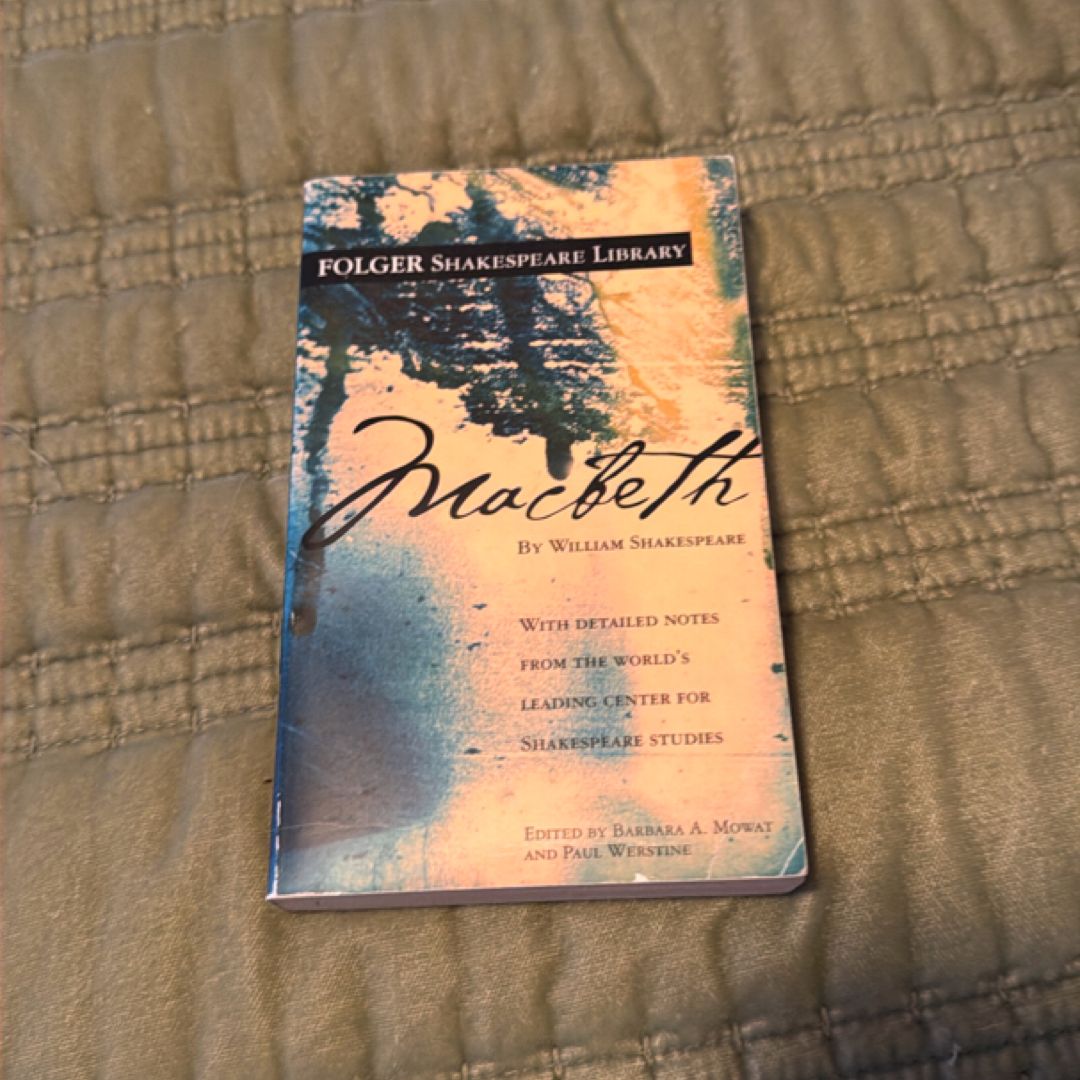 FOLGER SHAKESPEARE LIBRARY
Macbeth
BY WILLIAM SHAKESPEARE
WITH DETAILED NOTES
FROM THE WORLD'S
LEADING CENTER FOR
SHAKESPEARE STUDIES
EDITED BY BARBARA A. MOWAT
AND PAUL WERSTINE